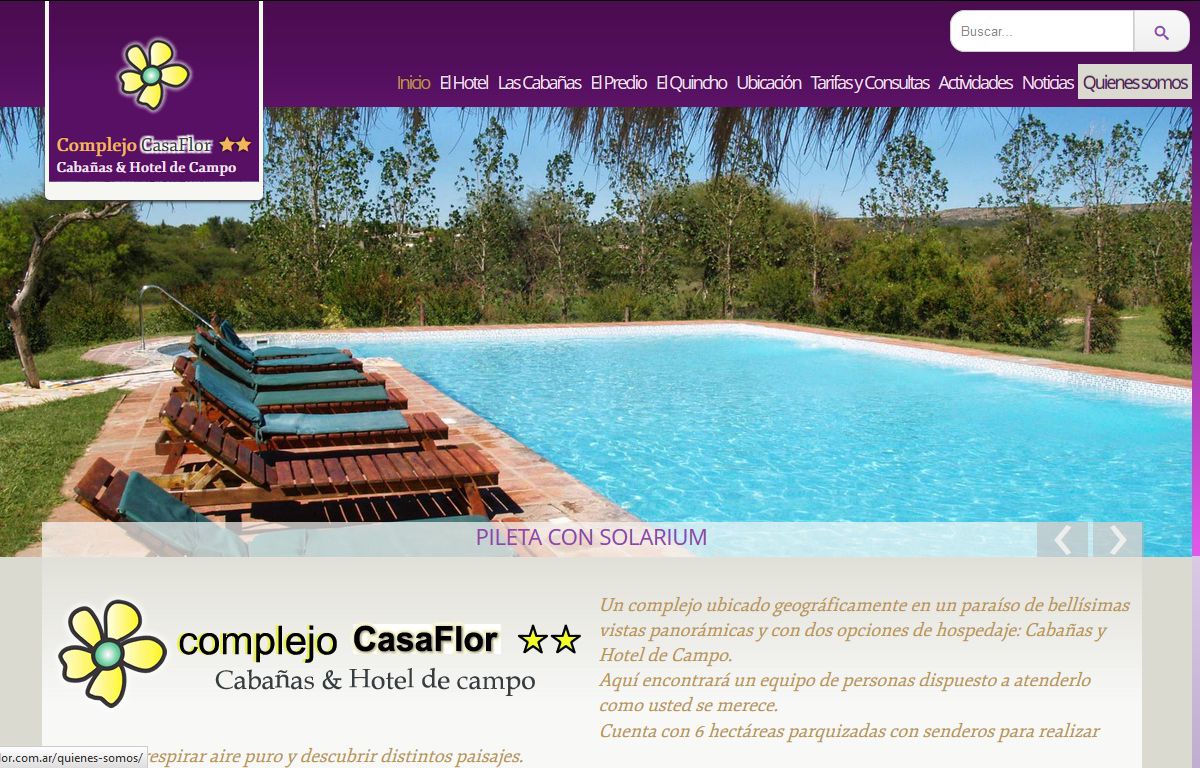 Buscar...
Inicio El Hotel Las Cabañas El Predio El Quincho Ubicación Tarifas y Consultas Actividades Noticias Quienes somos
Complejo CasaFlor
Cabañas & Hotel de Campo
PILETA CON SOLARIUM
complejo CasaFlor
Cabañas & Hotel de campo
Un complejo ubicado geográficamente en un paraíso de bellísimas
vistas panorámicas y con dos opciones de hospedaje: Cabañas y
Hotel de Campo.
Aquí encontrará un equipo de personas dispuesto a atenderlo
como usted se merece.
Cuenta con 6 hectáreas parquizadas con senderos para realizar
respirar aire puro y descubrir distintos paisajes.
lor.com.ar/quienes-somos/